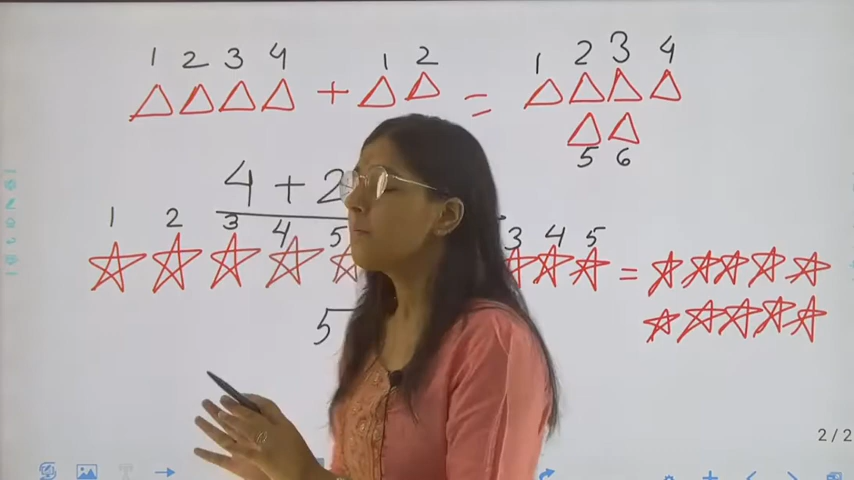 1 2 3 4 1 2 1 2 3 4
+ =
5 6
4 + 2
1 2 3 4 5 3 4 5
=
5
2/2